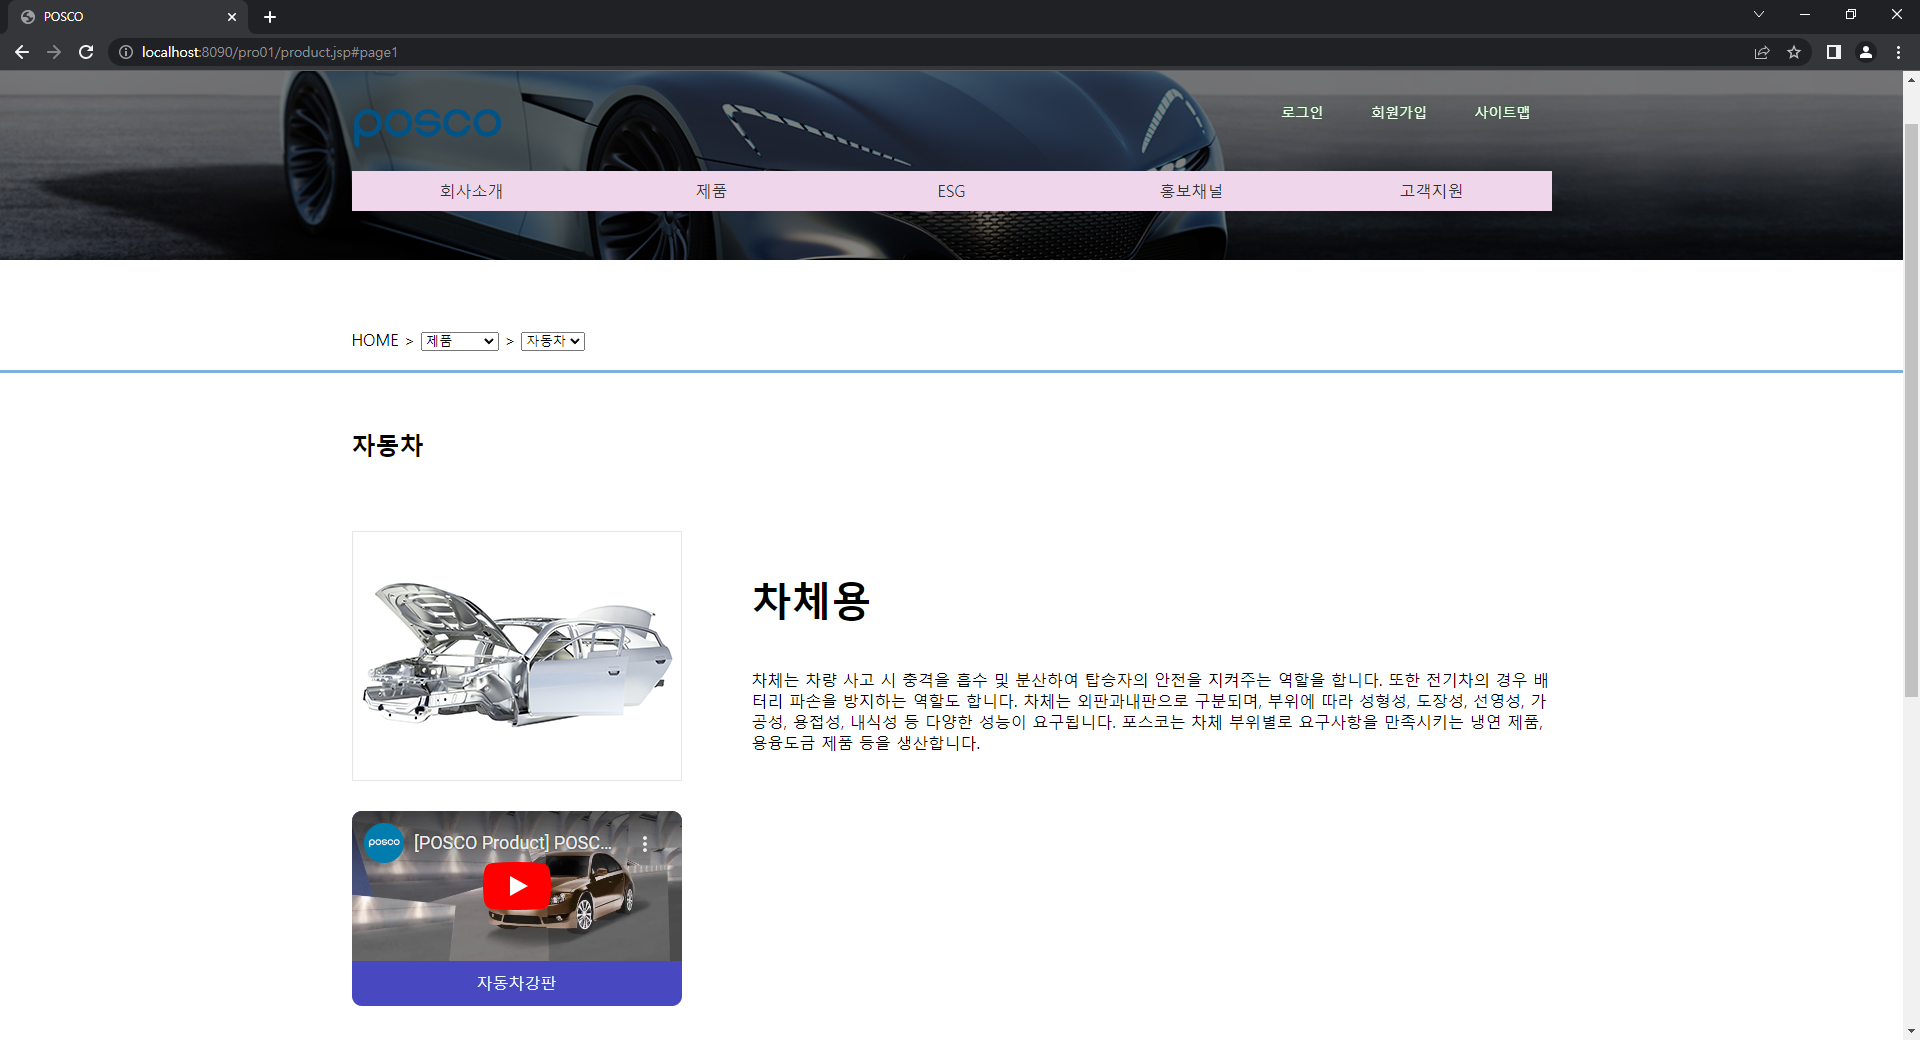 POSCO
localhost:8090/pro01/product.jsp#page1
posco
로그인 회원가입 사이트맵
회사소개 제품 ESG 홍보채널 고객지원
HOME > 제품 > 자동차
자동차
차체용
차체는 차량 사고 시 충격을 흡수 및 분산하여 탑승자의 안전을 지켜주는 역할을 합니다. 또한 전기차의 경우 배
터리 파손을 방지하는 역할도 합니다. 차체는 외판과내판으로 구분되며, 부위에 따라 성형성, 도장성, 선영성, 가
공성, 용접성, 내식성 등 다양한 성능이 요구됩니다. 포스코는 차체 부위별로 요구사항을 만족시키는 냉연 제품,
용융도금 제품 등을 생산합니다.
posco [POSCO Product] POSC...
자동차강판